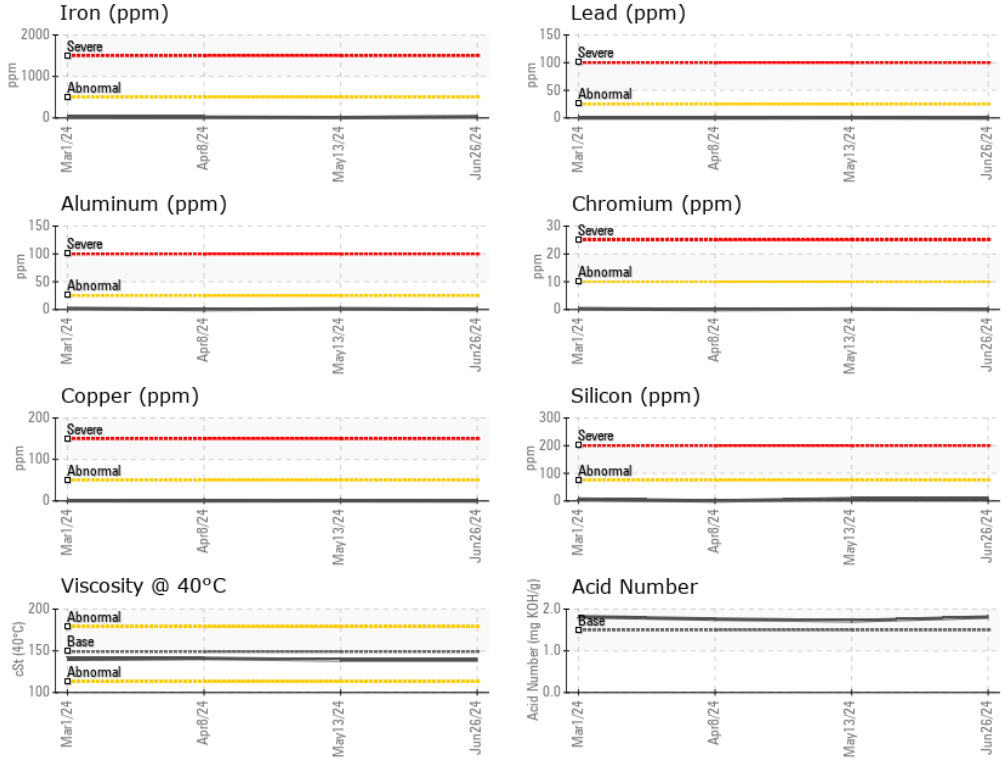 Iron (ppm)
2000
1000
0
ppm
Severe
Abnormal
Mar1/24
Apr8/24
May13/24
Jun26/24
Lead (ppm)
150
100
50
0
ppm
Severe
Abnormal
Mar1/24
Apr8/24
May13/24
Jun26/24
Aluminum (ppm)
150
100
50
0
ppm
Severe
Abnormal
Mar1/24
Apr8/24
May13/24
Jun26/24
Chromium (ppm)
30
20
10
0
ppm
Severe
Abnormal
Mar1/24
Apr8/24
May13/24
Jun26/24
Copper (ppm)
200
100
0
ppm
Severe
Abnormal
Mar1/24
Apr8/24
May13/24
Jun26/24
Silicon (ppm)
300
200
100
0
ppm
Severe
Abnormal
Mar1/24
Apr8/24
May13/24
Jun26/24
Viscosity @ 40°C
200
150
100
cSt (40°C)
Abnormal
Base
Abnormal
Mar1/24
Apr8/24
May13/24
Jun26/24
Acid Number
2.0
1.0
0.0
Acid Number (mg KOH/g)
Base
Mar1/24
Apr8/24
May13/24
Jun26/24